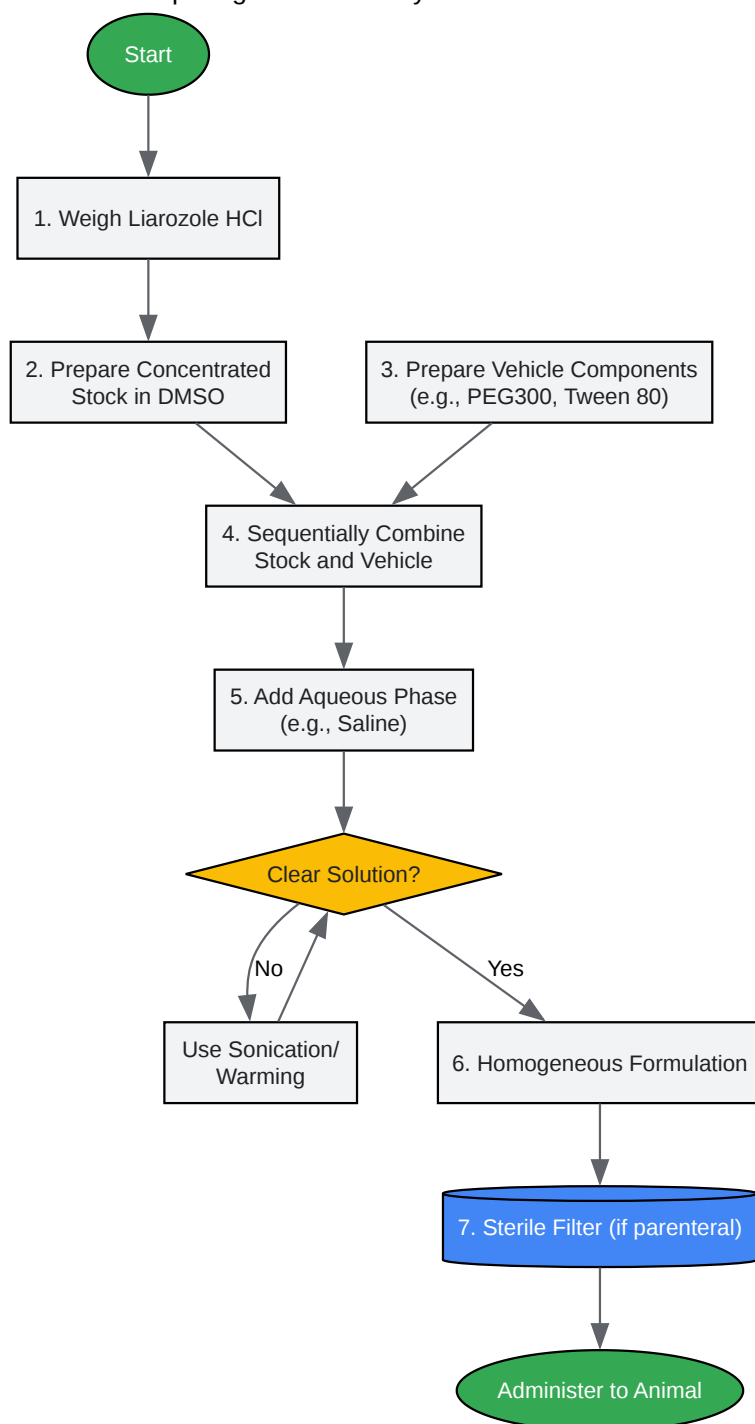 Start
1. Weigh Liarozole HCl
2. Prepare Concentrated
Stock in DMSO
3. Prepare Vehicle Components
(e.g., PEG300, Tween 80)
4. Sequentially Combine
Stock and Vehicle
5. Add Aqueous Phase
(e.g., Saline)
Clear Solution?
No
Yes
Use Sonication/
Warming
6. Homogeneous Formulation
7. Sterile Filter (if parenteral)
Administer to Animal